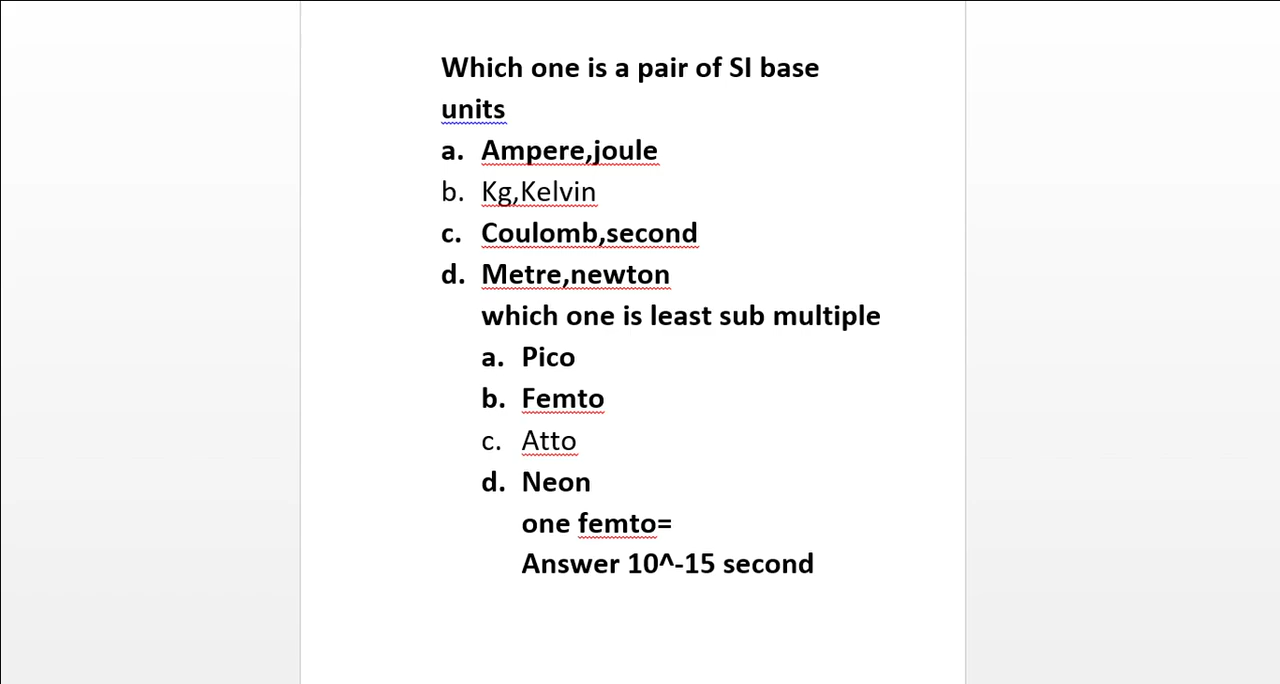 Which one is a pair of SI base
units
a. Ampere,joule
b. Kg,Kelvin
c. Coulomb,second
d. Metre,newton
which one is least sub multiple
a. Pico
b. Femto
c. Atto
d. Neon
one femto=
Answer 10^-15 second